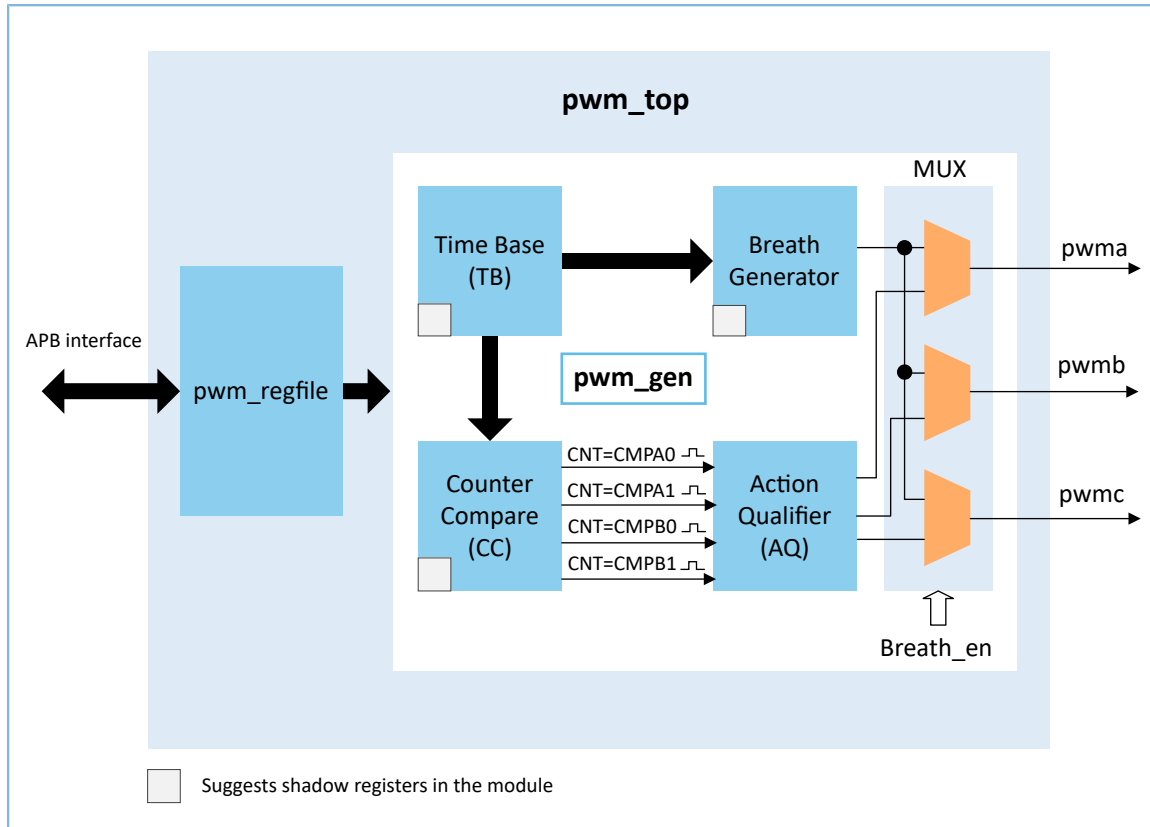 pwm_top
MUX
Time Base
(TB)
Breath
Generator
pwma
APB interface
pwm_regfile
pwm_gen
pwmb
Counter
Compare
(CC)
CNT=CMPA0
CNT=CMPA1
CNT=CMPB0
CNT=CMPB1
Action
Qualifier
(AQ)
pwmc
Breath_en
Suggests shadow registers in the module